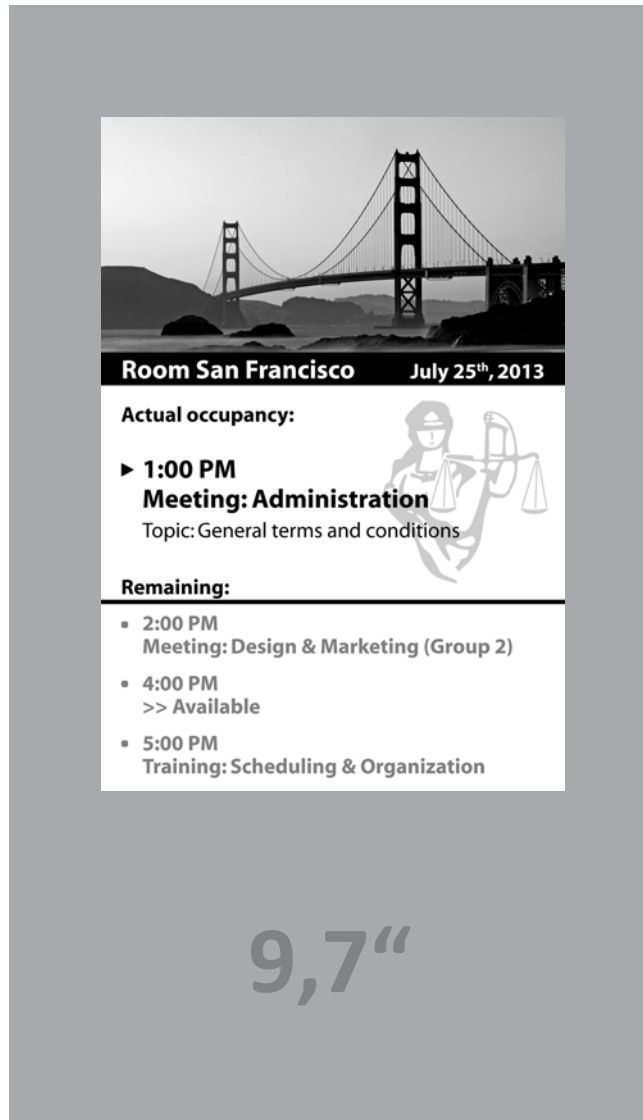 Room San Francisco July 25th, 2013
Actual occupancy:
► 1:00 PM
Meeting: Administration
Topic: General terms and conditions
Remaining:
▪ 2:00 PM
Meeting: Design & Marketing (Group 2)
▪ 4:00 PM
>> Available
▪ 5:00 PM
Training: Scheduling & Organization
9,7“